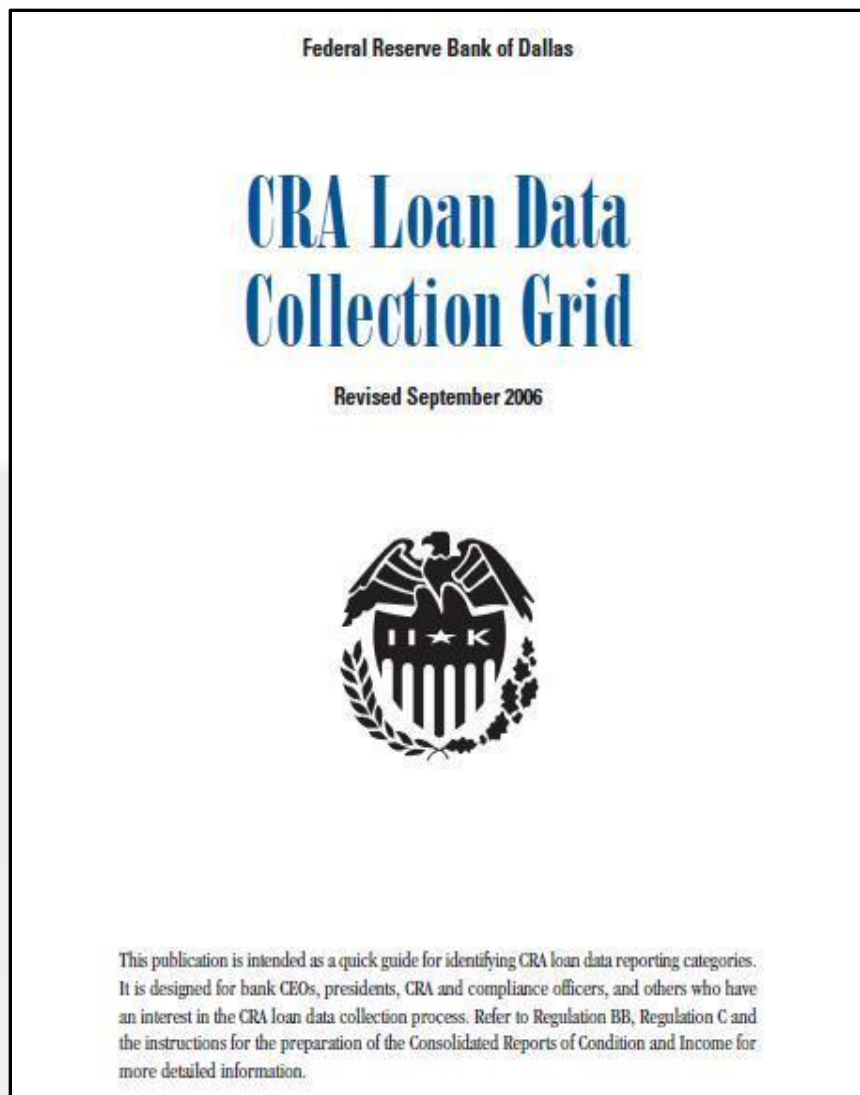 Federal Reserve Bank of Dallas
CRA Loan Data
Collection Grid
Revised September 2006
11★K
This publication is intended as a quick guide for identifying CRA loan data reporting categories.
It is designed for bank CEOs, presidents, CRA and compliance officers, and others who have
an interest in the CRA loan data collection process. Refer to Regulation BB, Regulation C and
the instructions for the preparation of the Consolidated Reports of Condition and Income for
more detailed information.